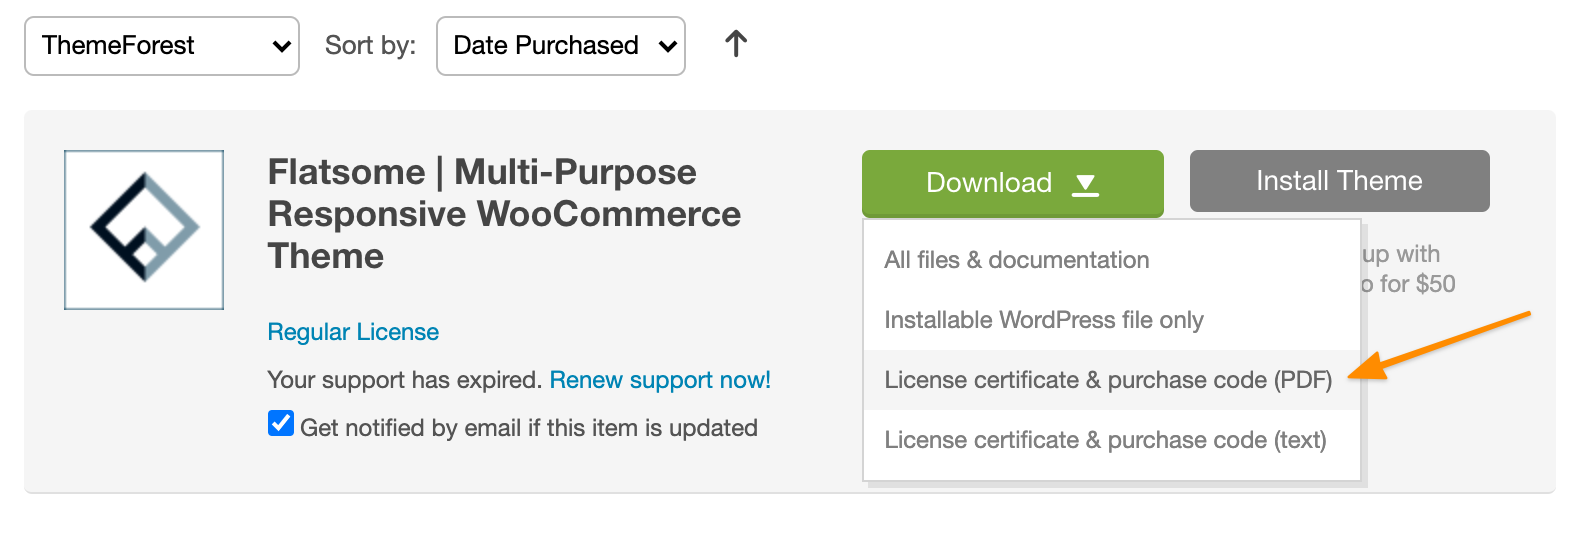 ThemeForest Sort by: Date Purchased
Flatsome | Multi-Purpose
Responsive WooCommerce
Theme
Regular License
Your support has expired. Renew support now!
Get notified by email if this item is updated
Download
Install Theme
All files & documentation
Installable WordPress file only
License certificate & purchase code (PDF)
License certificate & purchase code (text)
up with
for $50